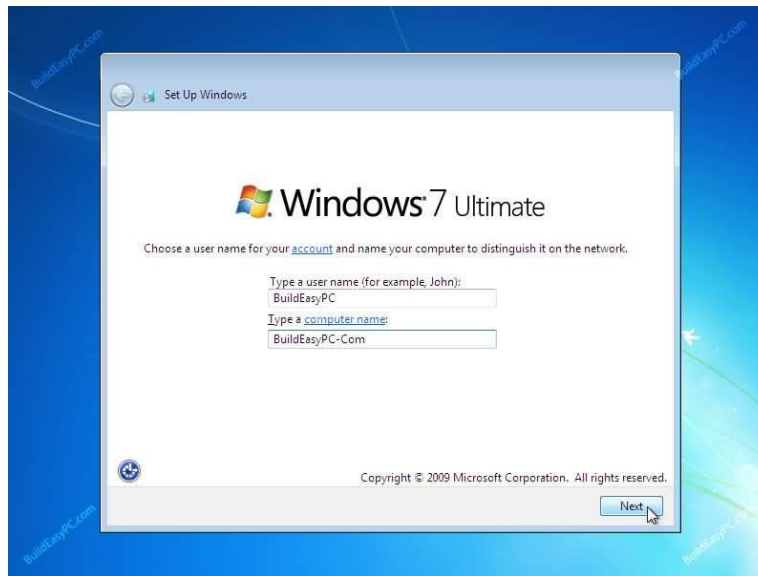 BuildEasyPC.com
BuildEasyPC.com
Set Up Windows
Windows 7 Ultimate
Choose a user name for your account and name your computer to distinguish it on the network.
Type a user name (for example, John):
BuildEasyPC
Type a computer name:
BuildEasyPC-Com
Copyright © 2009 Microsoft Corporation. All rights reserved.
Next
BuildEasyPC.com
BuildEasyPC.com